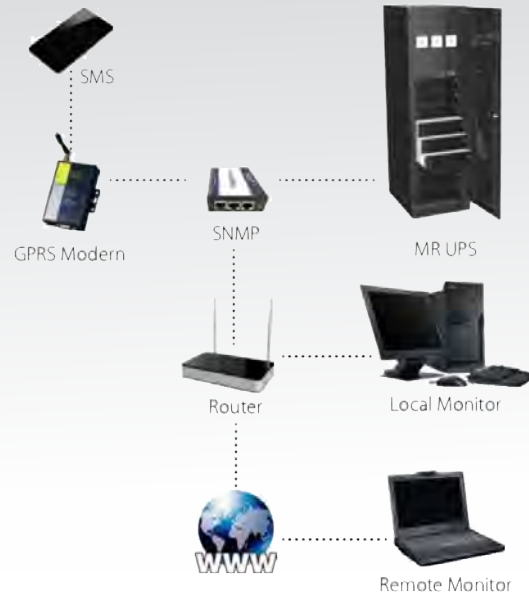 SMS
GPRS Modern
SNMP
MR UPS
Router
Local Monitor
WWW
Remote Monitor